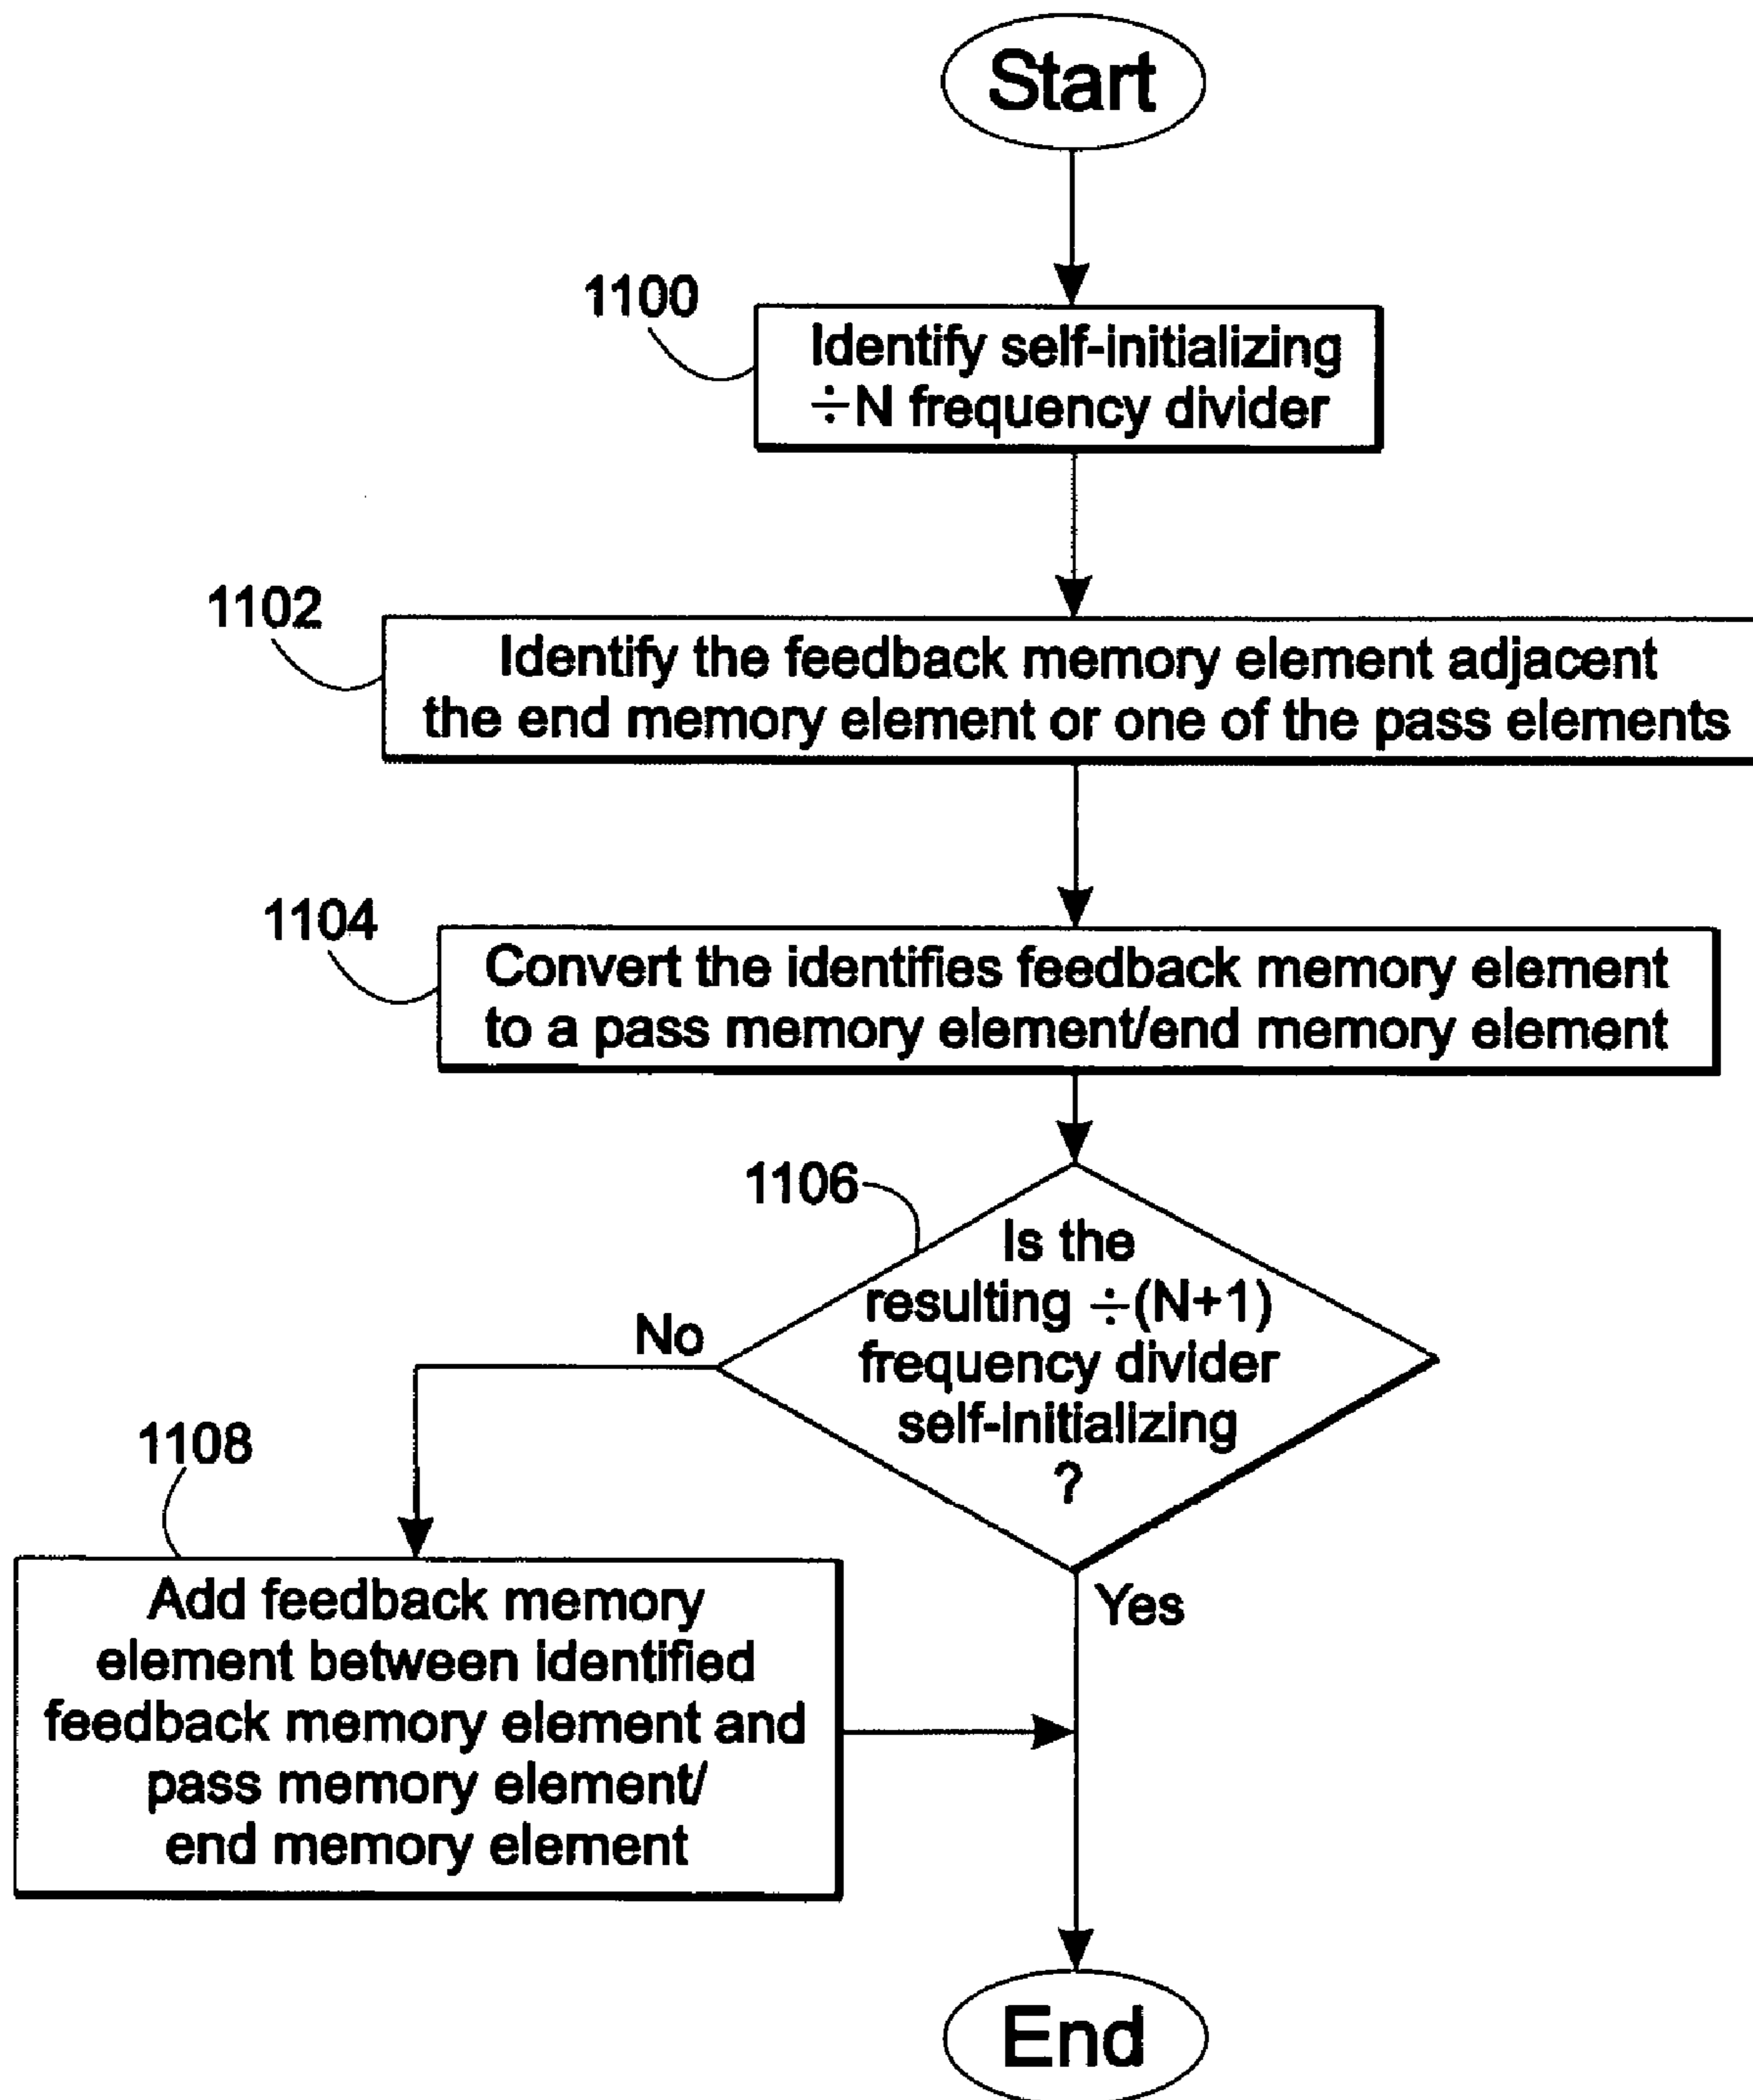 Start
1100
Identify self-initializing
÷N frequency divider
1102
Identify the feedback memory element adjacent
the end memory element or one of the pass elements
1104
Convert the identifies feedback memory element
to a pass memory element/end memory element
1106
Is the
resulting ÷(N+1)
frequency divider
self-initializing
?
No
Yes
1108
Add feedback memory
element between identified
feedback memory element and
pass memory element/
end memory element
End